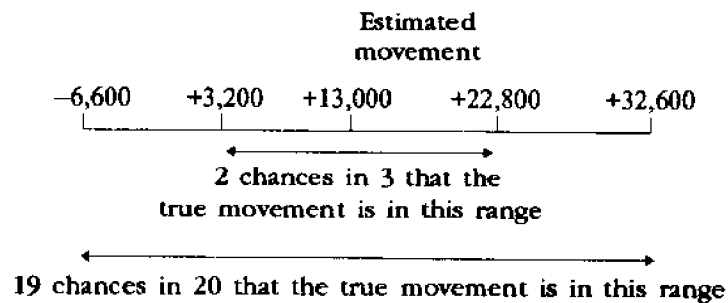 Estimated
movement
–6,600 +3,200 +13,000 +22,800 +32,600
2 chances in 3 that the
true movement is in this range
19 chances in 20 that the true movement is in this range